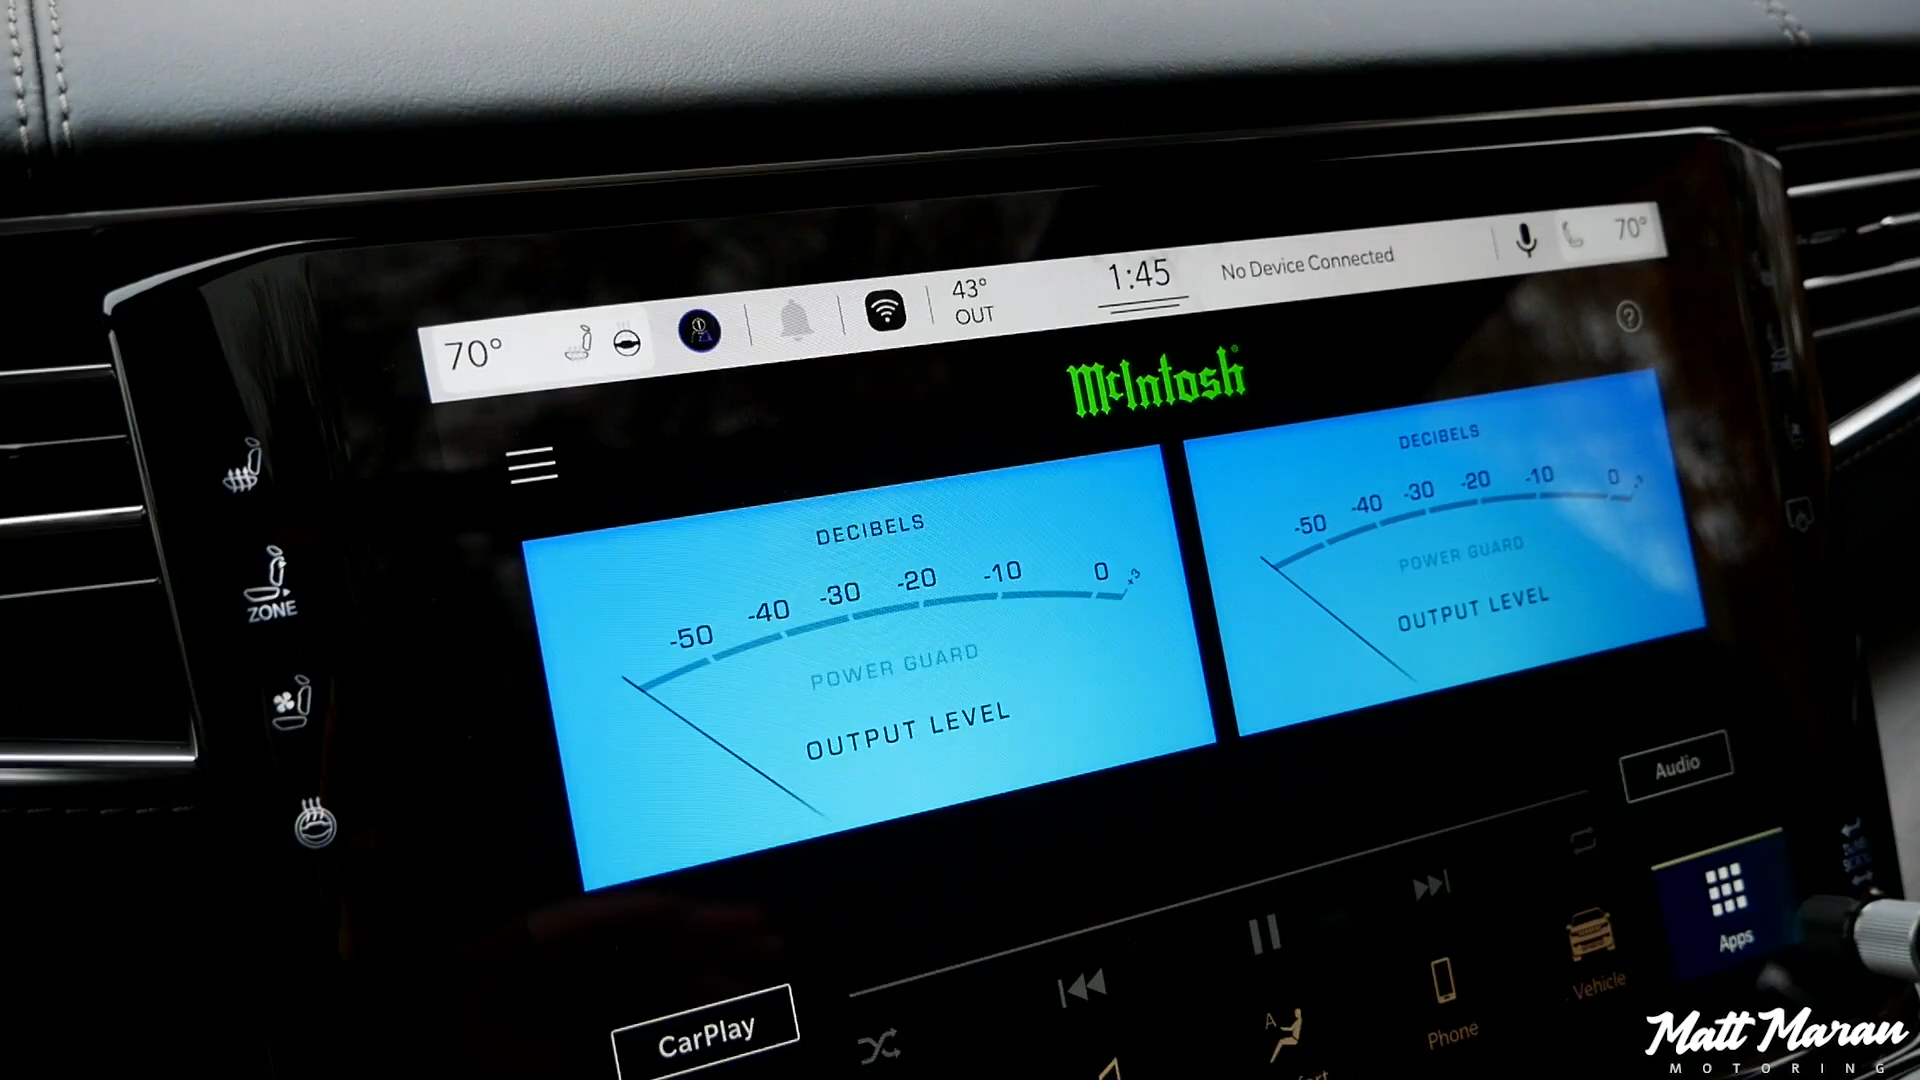 70°
43°
OUT
1:45
No Device Connected
70°
McIntosh
DECIBELS
-50 -40 -30 -20 -10 0 +3
POWER GUARD
OUTPUT LEVEL
DECIBELS
-50 -40 -30 -20 -10 0
POWER GUARD
OUTPUT LEVEL
ZONE
Audio
CarPlay
A
Phone
Vehicle
Apps
Matt Maran
MOTORING